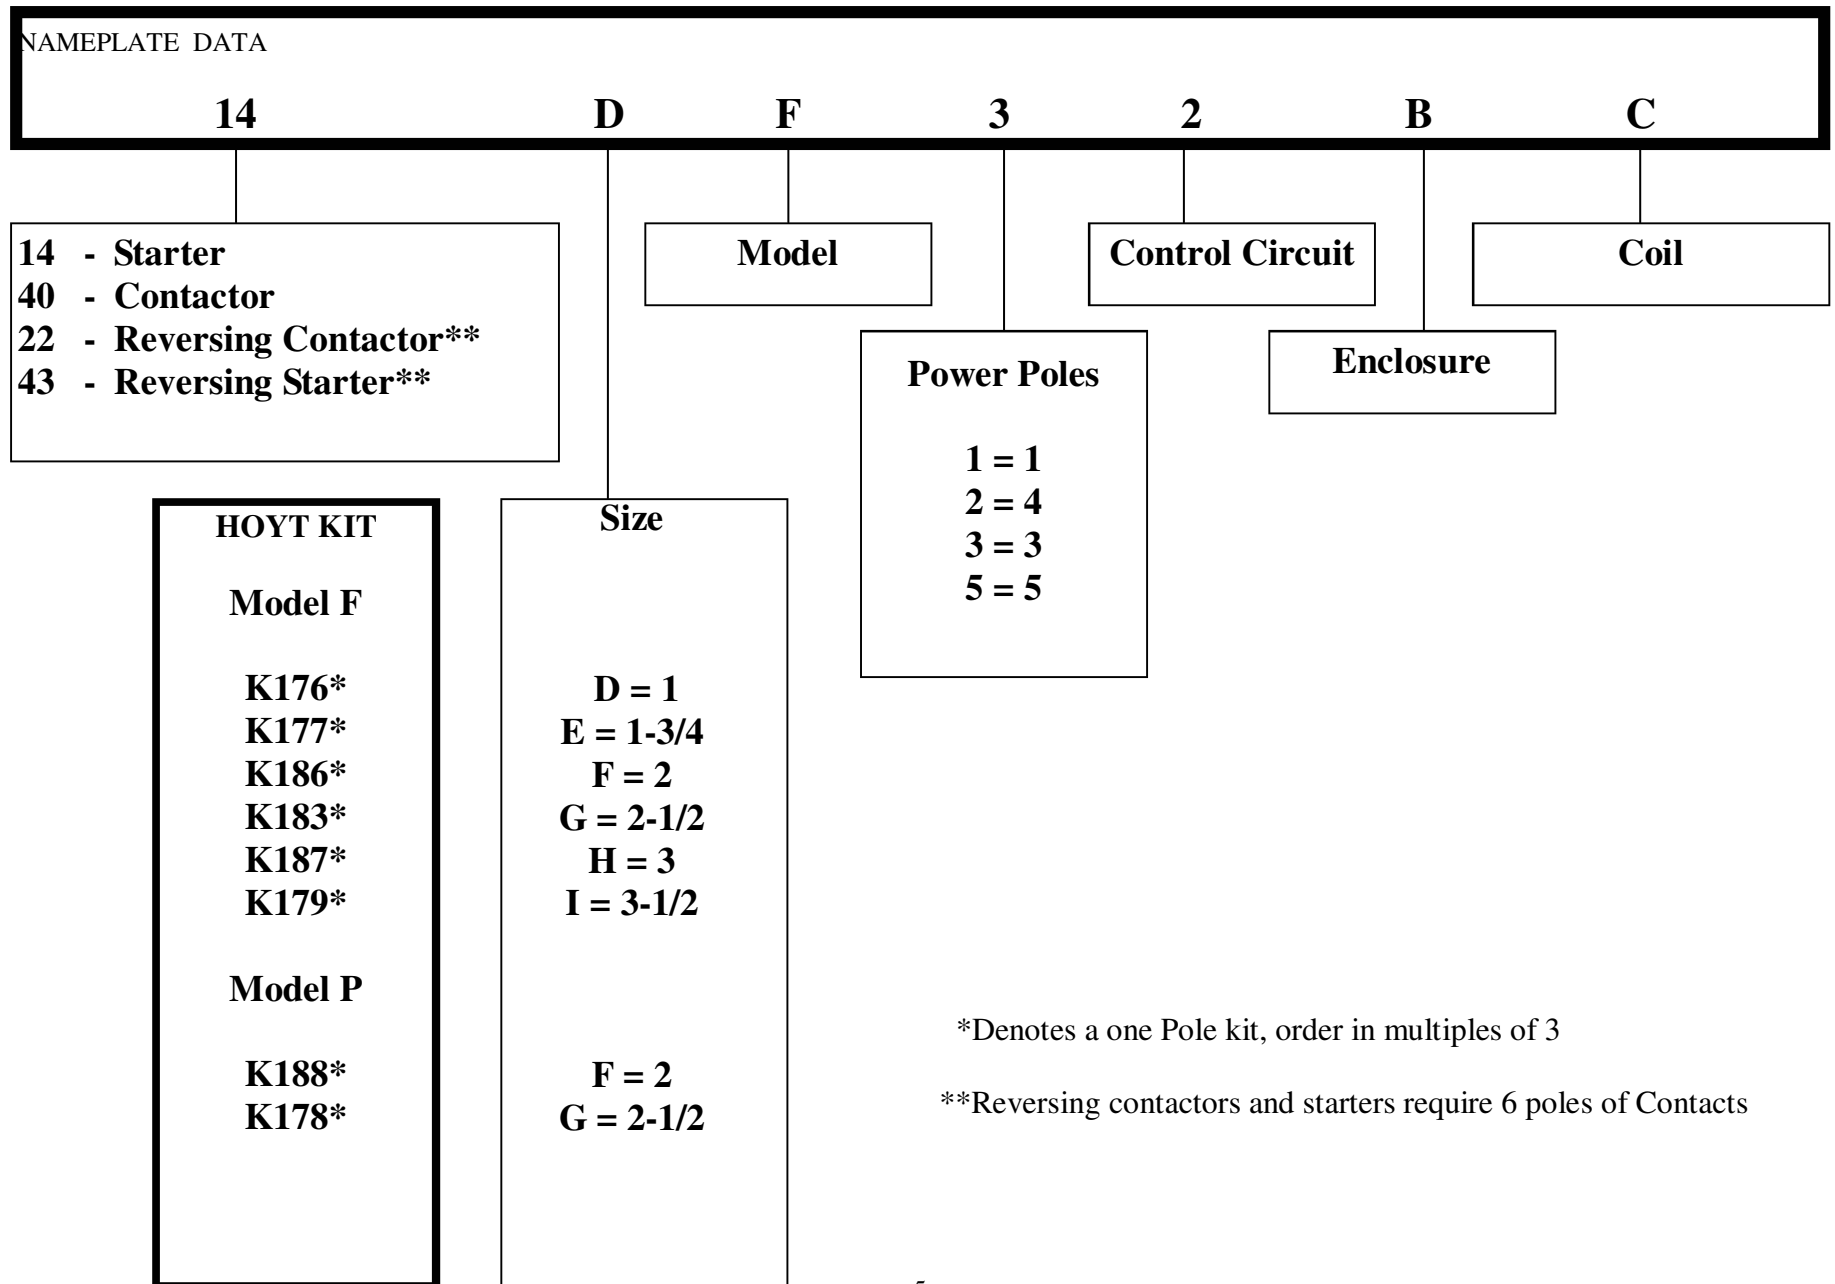 NAMEPLATE DATA
14 D F 3 2 B C
14 - Starter
40 - Contactor
22 - Reversing Contactor**
43 - Reversing Starter**
Model
Control Circuit
Coil
Power Poles
1 = 1
2 = 4
3 = 3
5 = 5
Enclosure
HOYT KIT
Model F
K176*
K177*
K186*
K183*
K187*
K179*
Model P
K188*
K178*
Size
D = 1
E = 1-3/4
F = 2
G = 2-1/2
H = 3
I = 3-1/2
F = 2
G = 2-1/2
*Denotes a one Pole kit, order in multiples of 3
**Reversing contactors and starters require 6 poles of Contacts